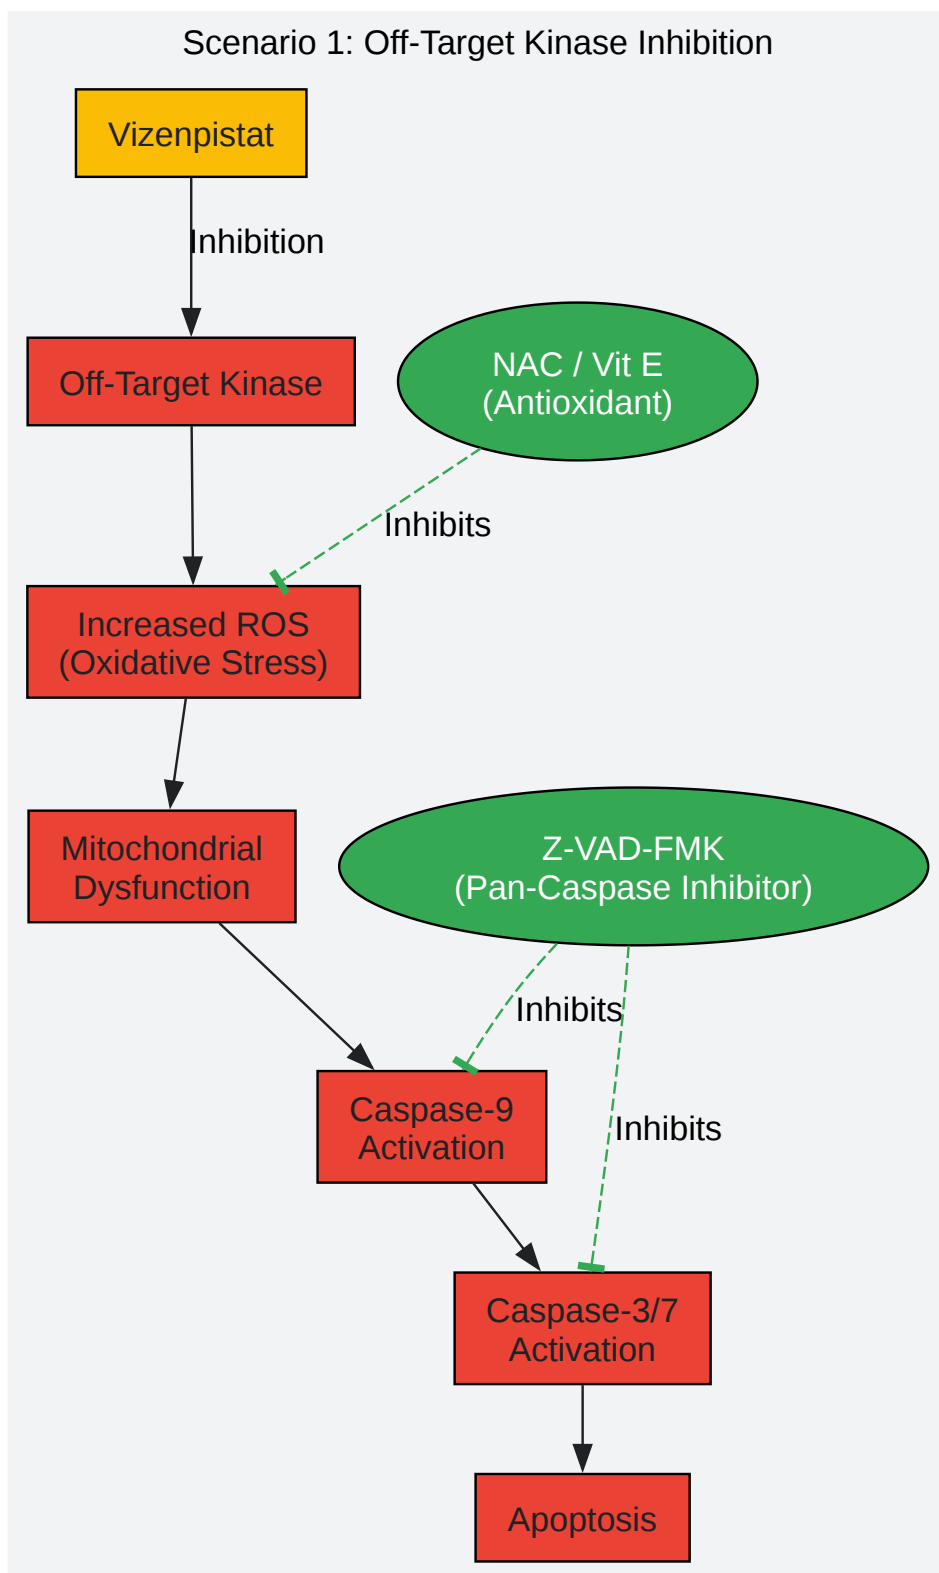 Scenario 1: Off-Target Kinase Inhibition
Vizenpistat
Inhibition
Off-Target Kinase
NAC / Vit E
(Antioxidant)
Inhibits
Increased ROS
(Oxidative Stress)
Mitochondrial
Dysfunction
Z-VAD-FMK
(Pan-Caspase Inhibitor)
Inhibits
Caspase-9
Activation
Inhibits
Caspase-3/7
Activation
Apoptosis